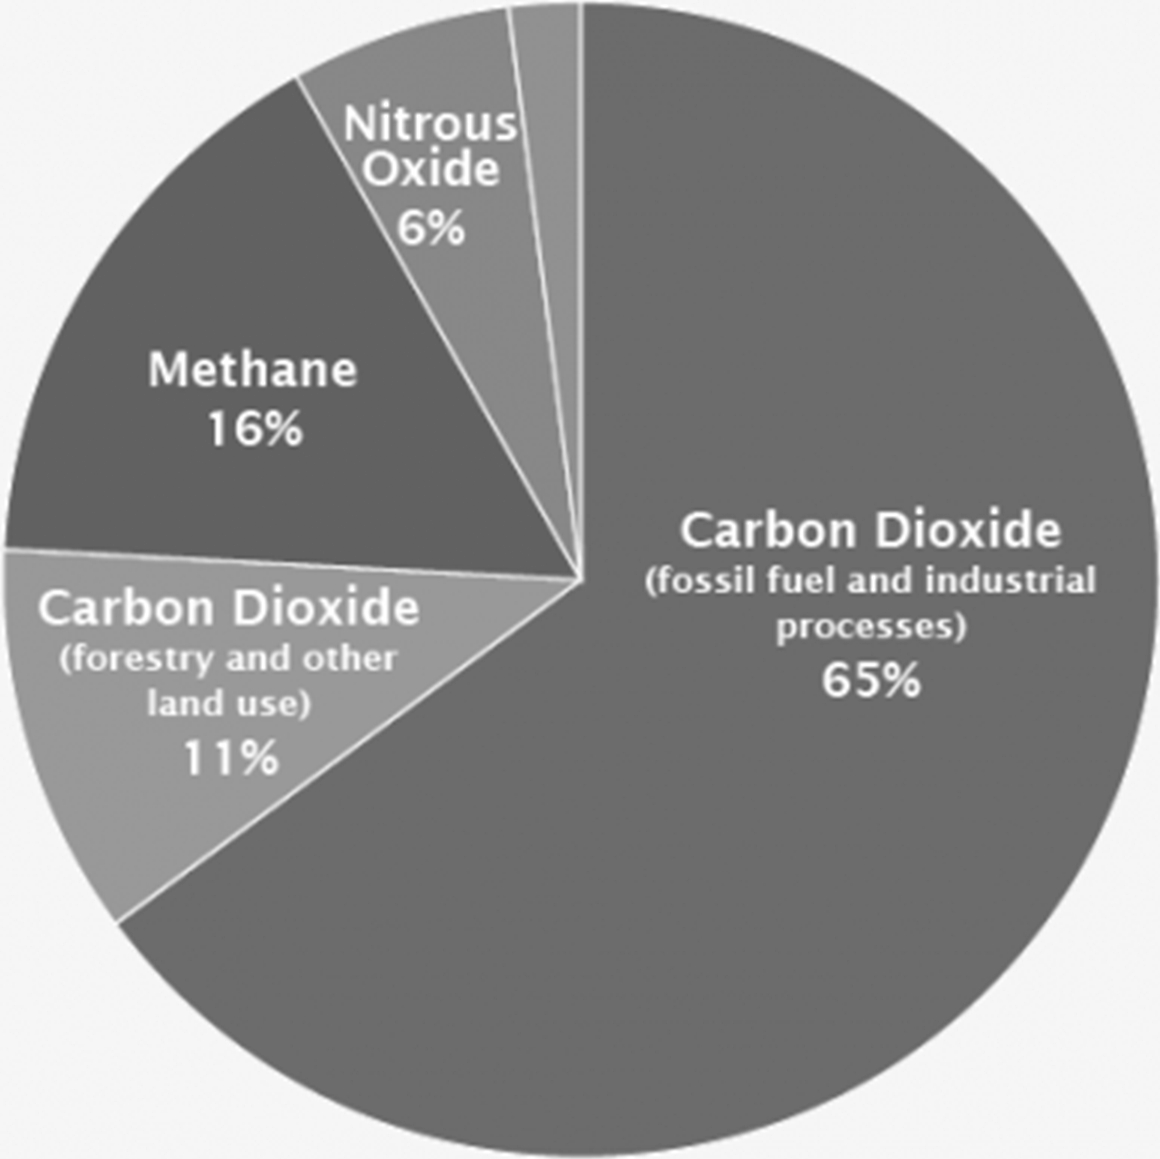 Nitrous
Oxide
6%
Methane
16%
Carbon Dioxide
(fossil fuel and industrial
processes)
65%
Carbon Dioxide
(forestry and other
land use)
11%